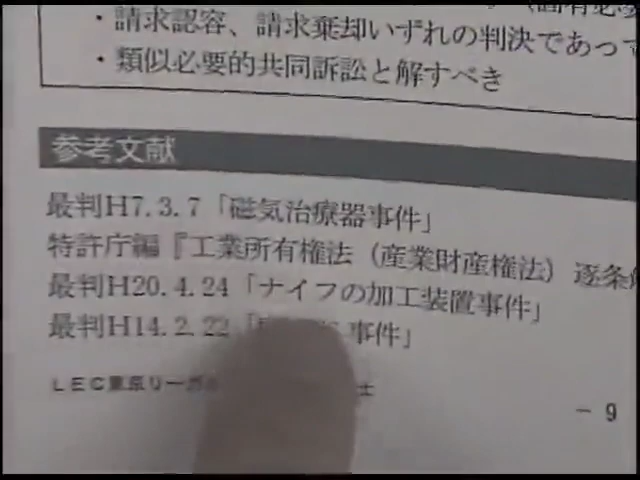 ・請求認容、請求棄却いずれの判決であって
・類似必要的共同訴訟と解すべき
参考文献
最判H7.3.7「磁気治療器事件」
特許庁編『工業所有権法（産業財産権法）逐条
最判H20.4.24「ナイフの加工装置事件」
最判H14.2.22「 事件」
LEC東京リーガル 士
－ 9